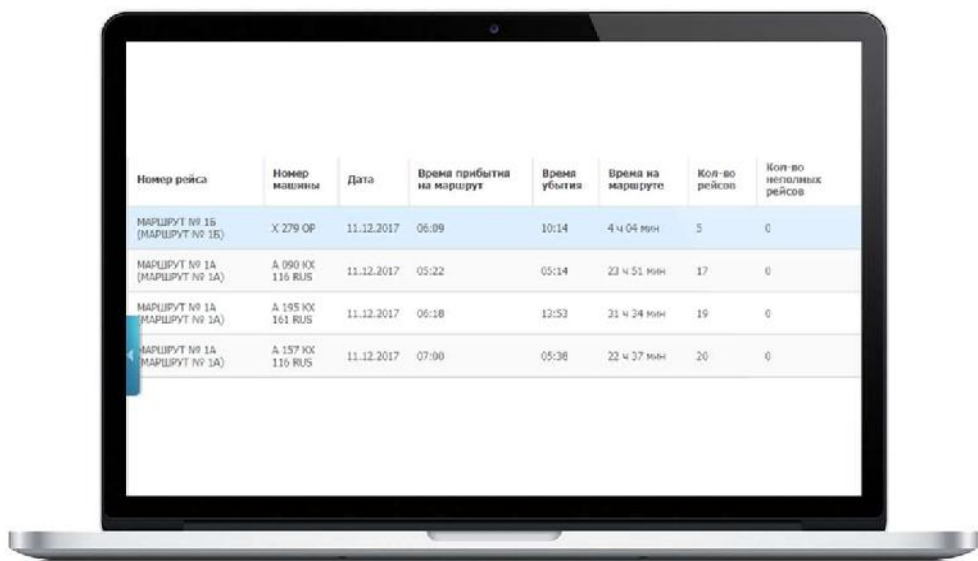 Номер рейса
Номер
машины
Дата
Время прибытия
на маршрут
Время
убытия
Время на
маршруте
Кол-во
рейсов
Кол-во
неполных
рейсов
МАРШРУТ № 1Б
(МАРШРУТ № 1Б)
Х 279 ОР
11.12.2017
06:09
10:14
4 ч 04 мин
5
0
МАРШРУТ № 1А
(МАРШРУТ № 1А)
А 090 КХ
116 RUS
11.12.2017
05:22
05:14
23 ч 51 мин
17
0
МАРШРУТ № 1А
(МАРШРУТ № 1А)
А 195 КХ
161 RUS
11.12.2017
06:18
13:53
31 ч 34 мин
19
0
МАРШРУТ № 1А
(МАРШРУТ № 1А)
А 157 КХ
116 RUS
11.12.2017
07:00
05:38
22 ч 37 мин
20
0